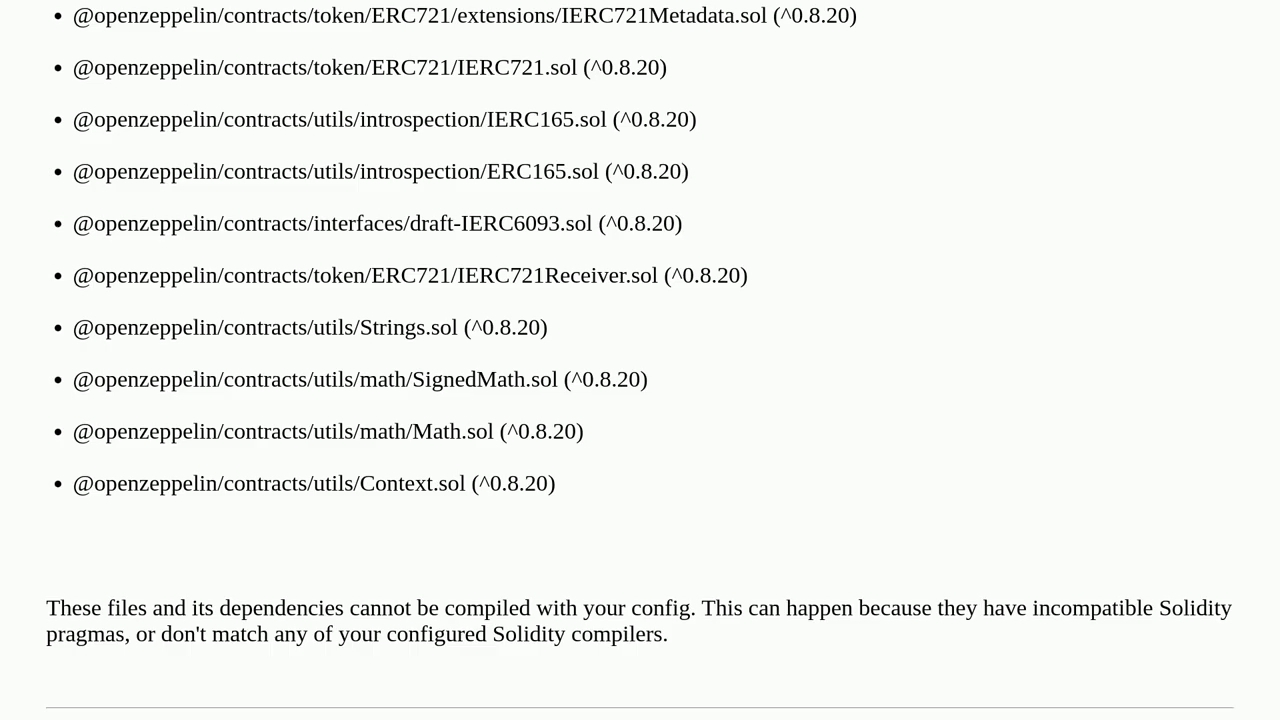 • @openzeppelin/contracts/token/ERC721/extensions/IERC721Metadata.sol (^0.8.20)
• @openzeppelin/contracts/token/ERC721/IERC721.sol (^0.8.20)
• @openzeppelin/contracts/utils/introspection/IERC165.sol (^0.8.20)
• @openzeppelin/contracts/utils/introspection/ERC165.sol (^0.8.20)
• @openzeppelin/contracts/interfaces/draft-IERC6093.sol (^0.8.20)
• @openzeppelin/contracts/token/ERC721/IERC721Receiver.sol (^0.8.20)
• @openzeppelin/contracts/utils/Strings.sol (^0.8.20)
• @openzeppelin/contracts/utils/math/SignedMath.sol (^0.8.20)
• @openzeppelin/contracts/utils/math/Math.sol (^0.8.20)
• @openzeppelin/contracts/utils/Context.sol (^0.8.20)
These files and its dependencies cannot be compiled with your config. This can happen because they have incompatible Solidity
pragmas, or don't match any of your configured Solidity compilers.